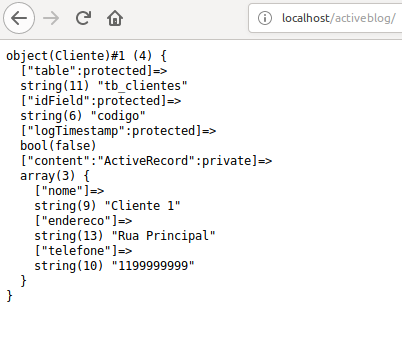 localhost/activeblog/
object(Cliente)#1 (4) {
["table":protected]=>
string(11) "tb_clientes"
["idField":protected]=>
string(6) "codigo"
["logTimestamp":protected]=>
bool(false)
["content":"ActiveRecord":private]=>
array(3) {
["nome"]=>
string(9) "Cliente 1"
["endereco"]=>
string(13) "Rua Principal"
["telefone"]=>
string(10) "1199999999"
}
}